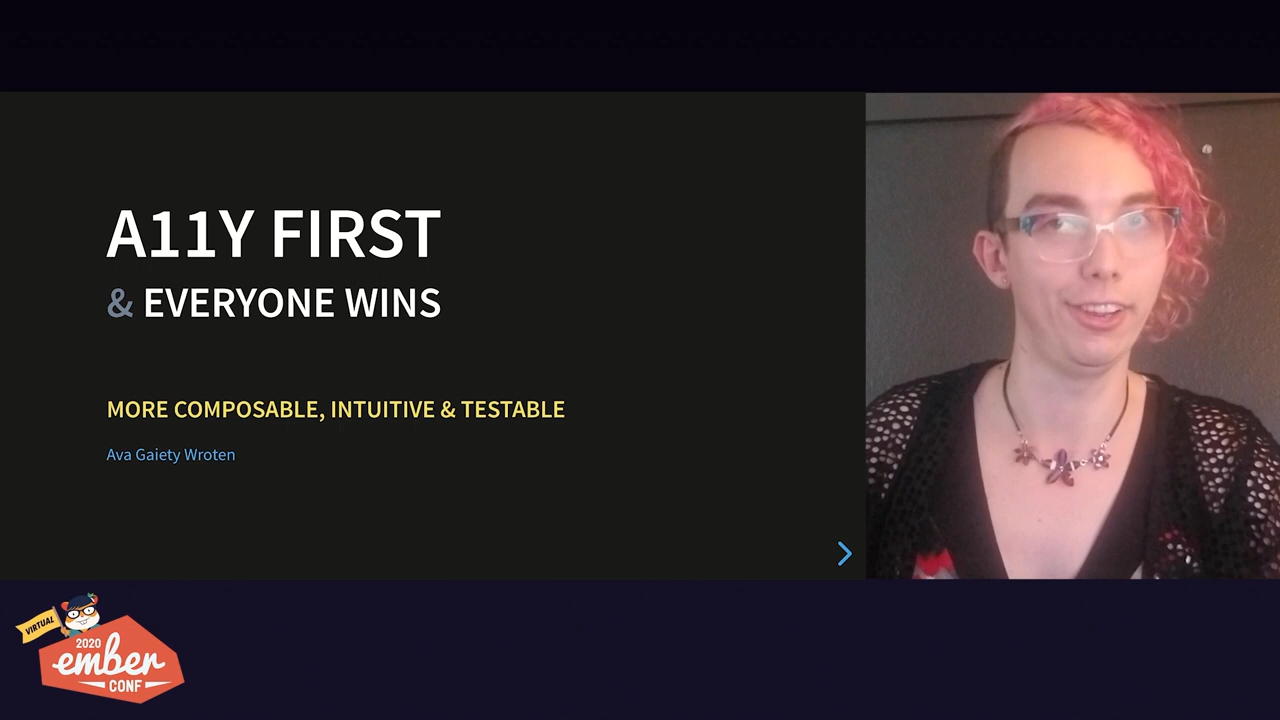 A11Y FIRST
& EVERYONE WINS
MORE COMPOSABLE, INTUITIVE & TESTABLE
Ava Gaiety Wroten
VIRTUAL
2020
ember
CONF